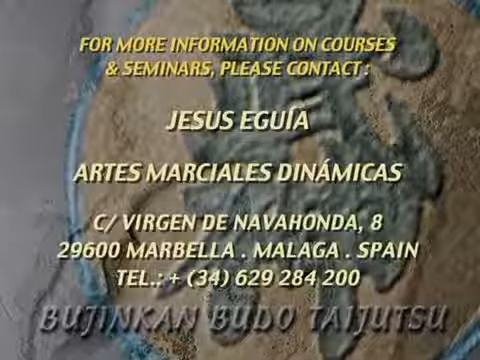 FOR MORE INFORMATION ON COURSES
& SEMINARS, PLEASE CONTACT :
JESUS EGUÍA
ARTES MARCIALES DINÁMICAS
C/ VIRGEN DE NAVAHONDA, 8
29600 MARBELLA . MALAGA . SPAIN
TEL.: + (34) 629 284 200
BUJINKAN BUDO TAIJUTSU